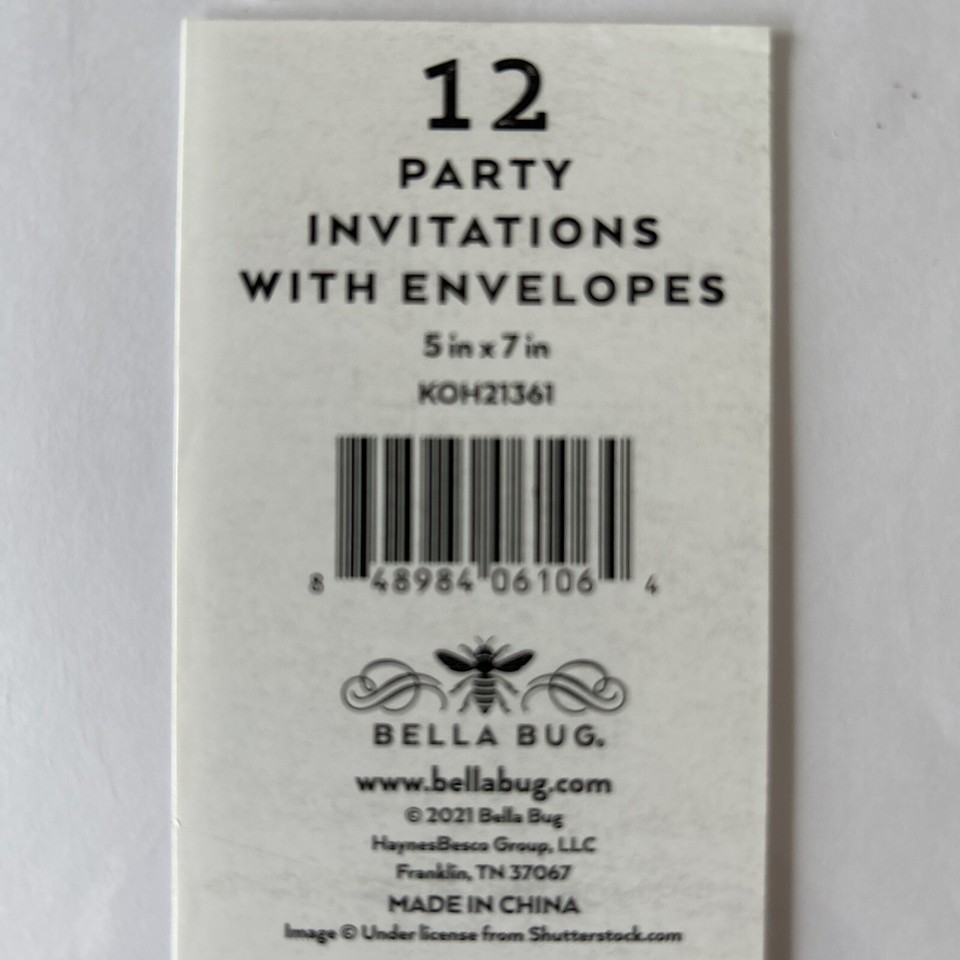 12
PARTY
INVITATIONS
WITH ENVELOPES
5 in x 7 in
KOH21361
8 48984 06106 4
BELLA BUG.
www.bellabug.com
© 2021 Bella Bug
HaynesBesco Group, LLC
Franklin, TN 37067
MADE IN CHINA
Image © Under license from Shutterstock.com